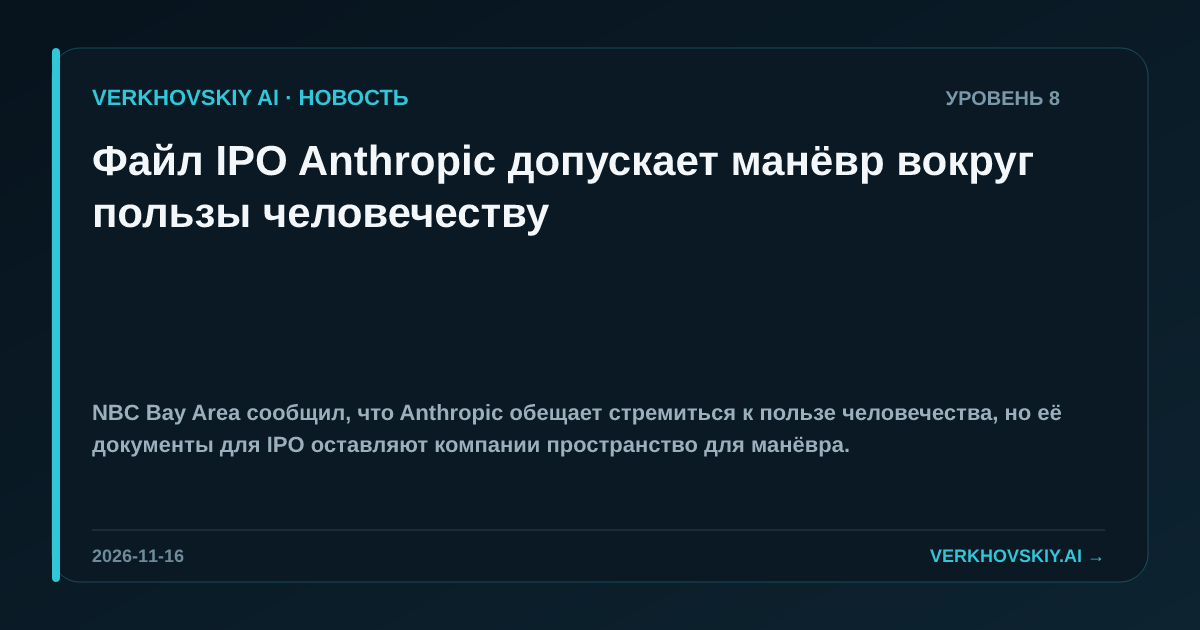 VERKHOVSKIY AI · НОВОСТЬ
УРОВЕНЬ 8
Файл IPO Anthropic допускает манёвр вокруг
пользы человечеству
NBC Bay Area сообщил, что Anthropic обещает стремиться к пользе человечества, но её
документы для IPO оставляют компании пространство для манёвра.
2026-11-16
VERKHOVSKIY.AI →